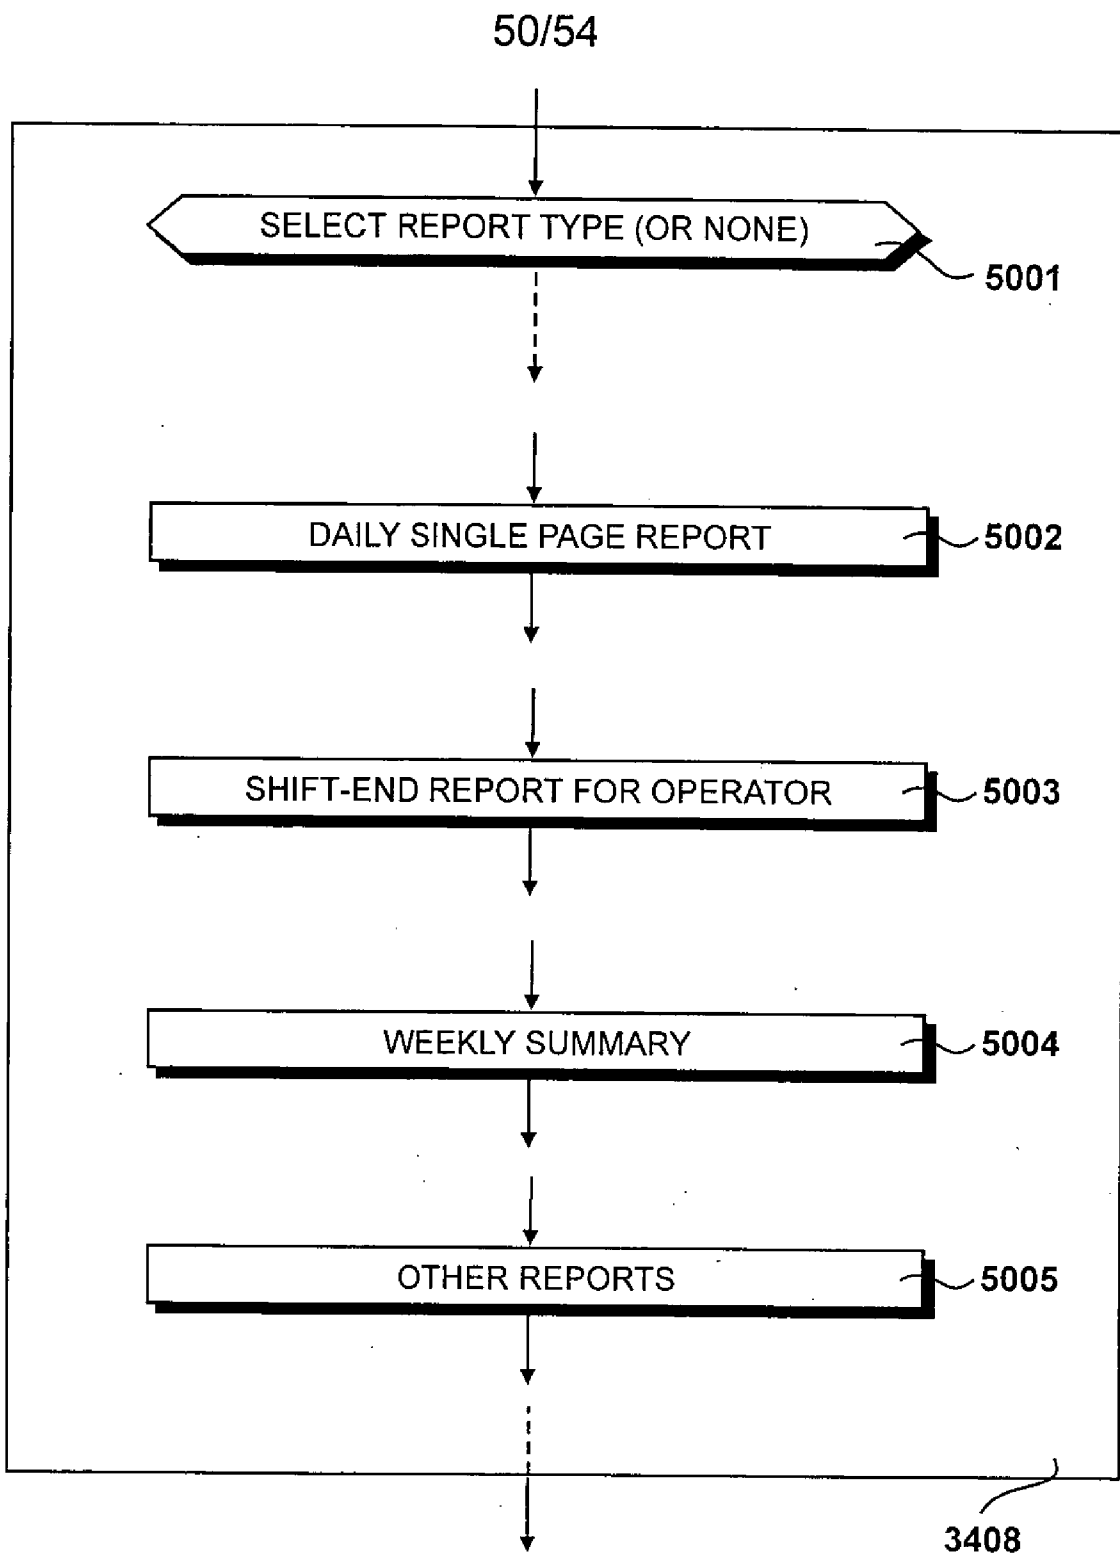 50/54
SELECT REPORT TYPE (OR NONE)
5001
DAILY SINGLE PAGE REPORT
5002
SHIFT-END REPORT FOR OPERATOR
5003
WEEKLY SUMMARY
5004
OTHER REPORTS
5005
3408